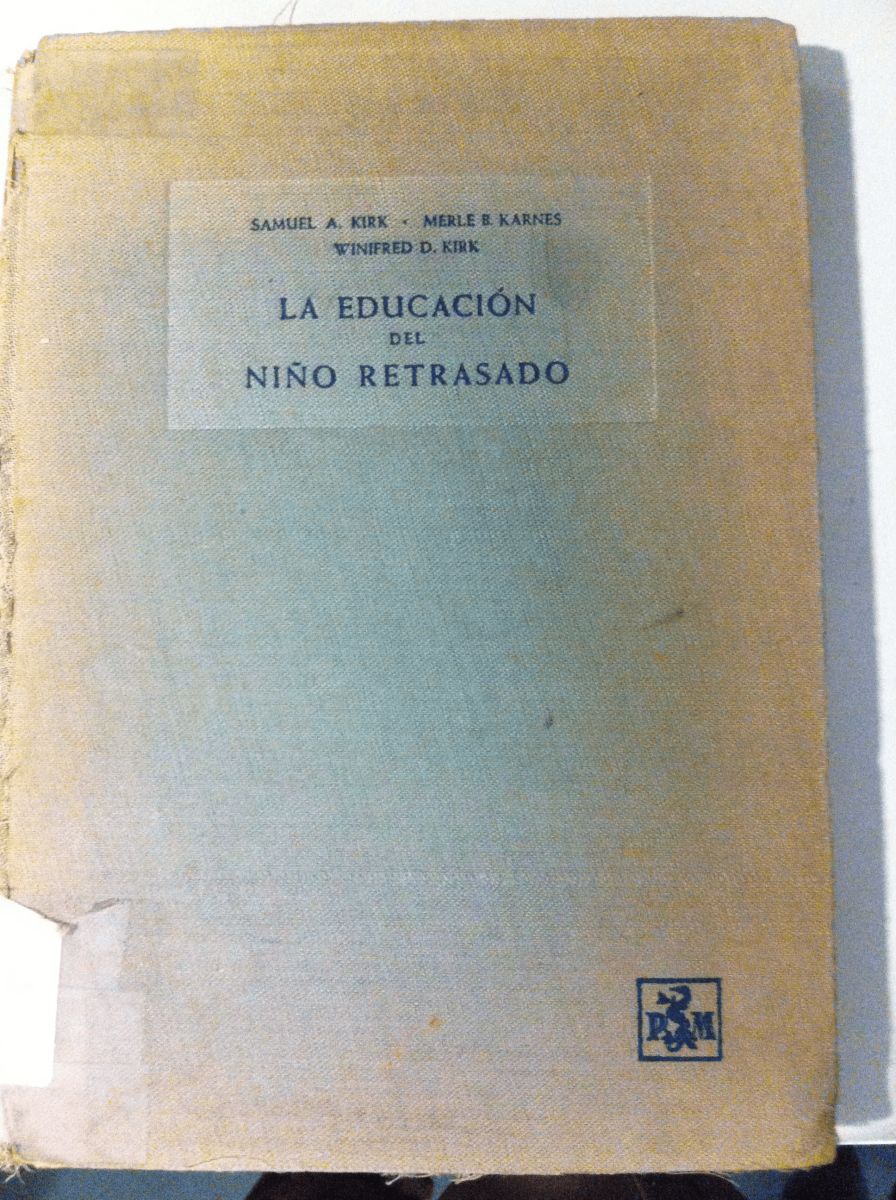 SAMUEL A. KIRK • MERLE B. KARNES
WINIFRED D. KIRK
LA EDUCACIÓN
DEL
NIÑO RETRASADO
P M